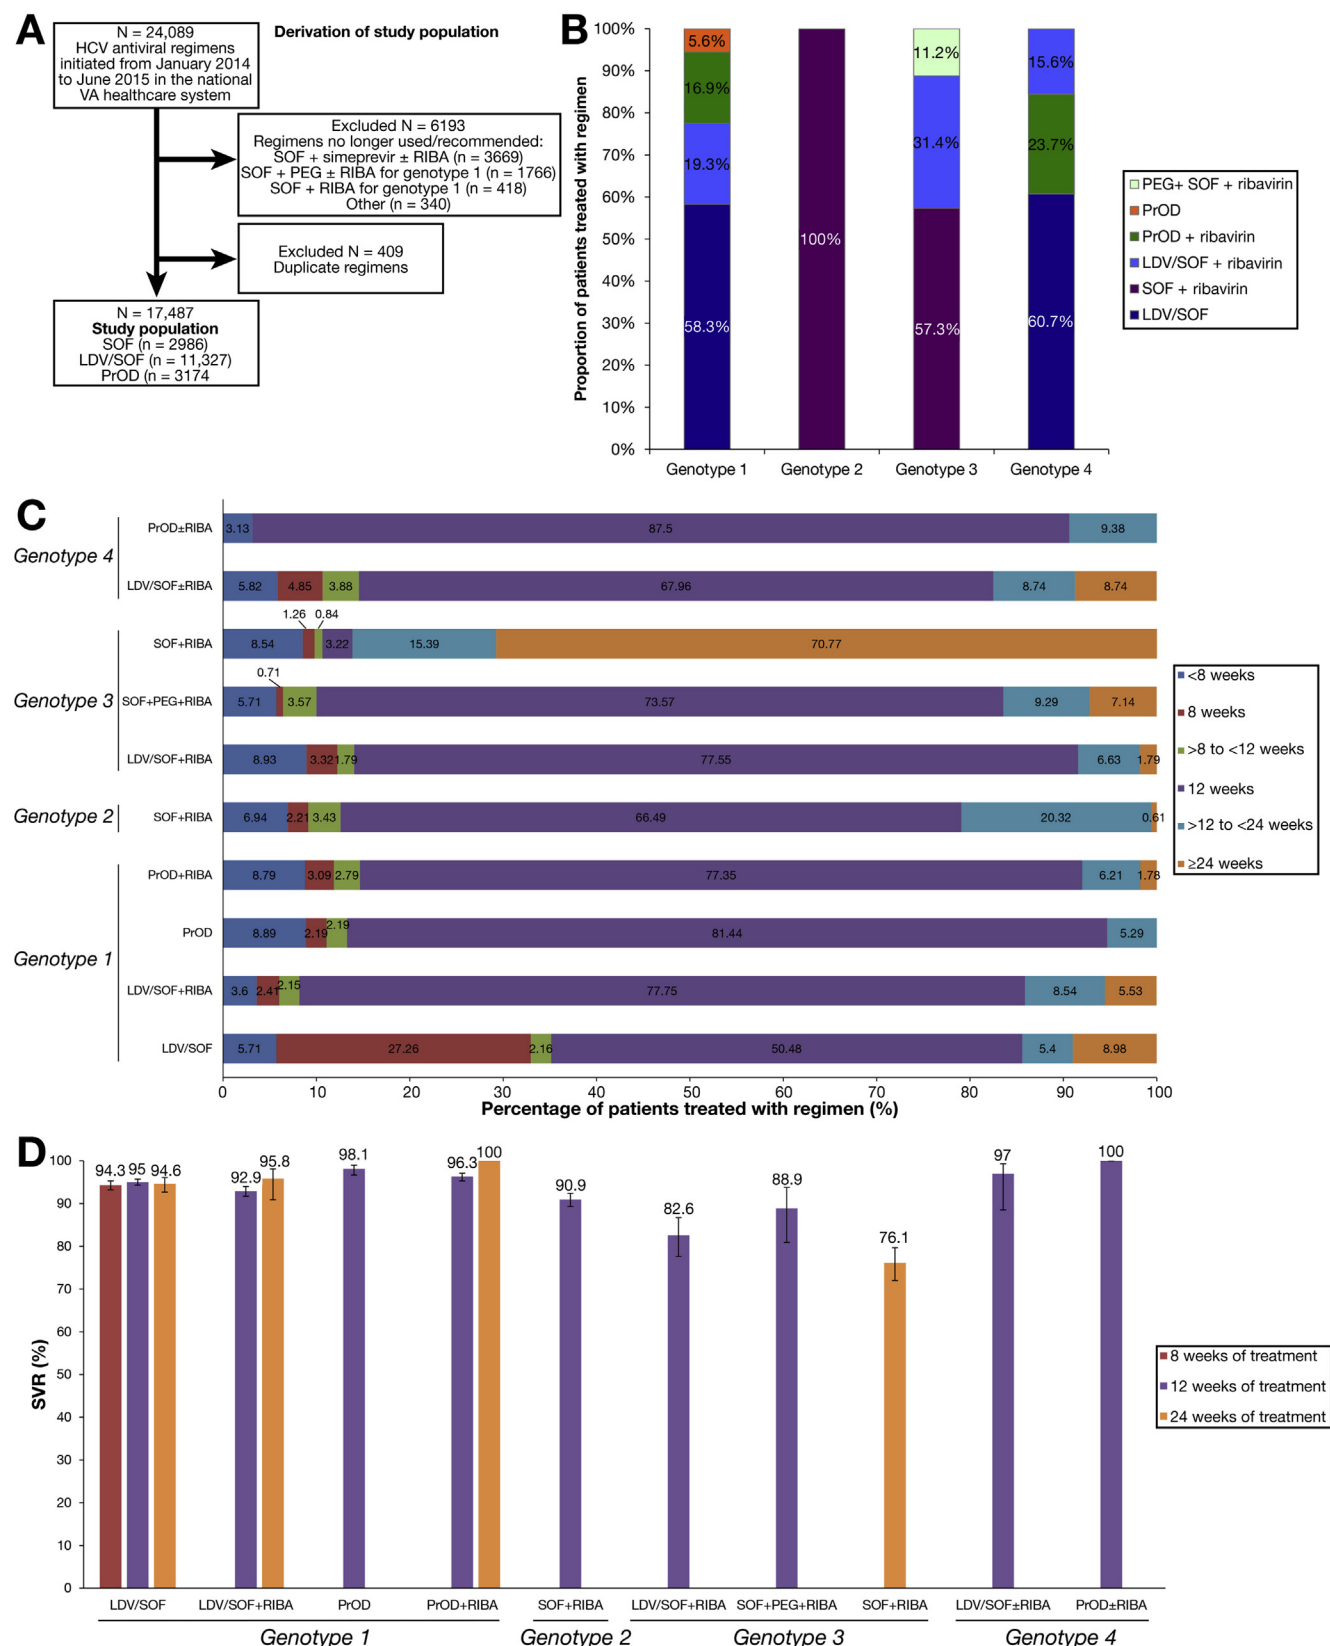 A
Derivation of study population
N = 24,089
HCV antiviral regimens
initiated from January 2014
to June 2015 in the national
VA healthcare system
Excluded N = 6193
Regimens no longer used/recommended:
SOF + simeprevir ± RIBA (n = 3669)
SOF + PEG ± RIBA for genotype 1 (n = 1766)
SOF + RIBA for genotype 1 (n = 418)
Other (n = 340)
Excluded N = 409
Duplicate regimens
N = 17,487
Study population
SOF (n = 2986)
LDV/SOF (n = 11,327)
PrOD (n = 3174
B
Proportion of patients treated with regimen
100%
90%
80%
70%
60%
50%
40%
30%
20%
10%
0%
5.6%
16.9%
19.3%
58.3%
100%
11.2%
31.4%
57.3%
15.6%
23.7%
60.7%
Genotype 1
Genotype 2
Genotype 3
Genotype 4
PEG+ SOF + ribavirin
PrOD
PrOD + ribavirin
LDV/SOF + ribavirin
SOF + ribavirin
LDV/SOF
C
Genotype 4
PrOD±RIBA
3.13 87.5 9.38
LDV/SOF±RIBA
5.82 4.85 3.88 67.96 8.74 8.74
Genotype 3
1.26 0.84
SOF+RIBA
8.54 3.22 15.39 70.77
0.71
SOF+PEG+RIBA
5.71 3.57 73.57 9.29 7.14
LDV/SOF+RIBA
8.93 3.32 1.79 77.55 6.63 1.79
Genotype 2
SOF+RIBA
6.94 2.21 3.43 66.49 20.32 0.61
Genotype 1
PrOD+RIBA
8.79 3.09 2.79 77.35 6.21 1.78
PrOD
8.89 2.19 2.19 81.44 5.29
LDV/SOF+RIBA
3.6 2.41 2.15 77.75 8.54 5.53
LDV/SOF
5.71 27.26 2.16 50.48 5.4 8.98
0 10 20 30 40 50 60 70 80 90 100
Percentage of patients treated with regimen (%)
<8 weeks
8 weeks
>8 to <12 weeks
12 weeks
>12 to <24 weeks
≥24 weeks
D
SVR (%)
100
90
80
70
60
50
40
30
20
10
0
94.3 95 94.6
92.9 95.8
98.1
96.3 100
90.9
82.6
88.9
76.1
97
100
LDV/SOF LDV/SOF+RIBA PrOD PrOD+RIBA SOF+RIBA LDV/SOF+RIBA SOF+PEG+RIBA SOF+RIBA LDV/SOF±RIBA PrOD±RIBA
Genotype 1 Genotype 2 Genotype 3 Genotype 4
8 weeks of treatment
12 weeks of treatment
24 weeks of treatment